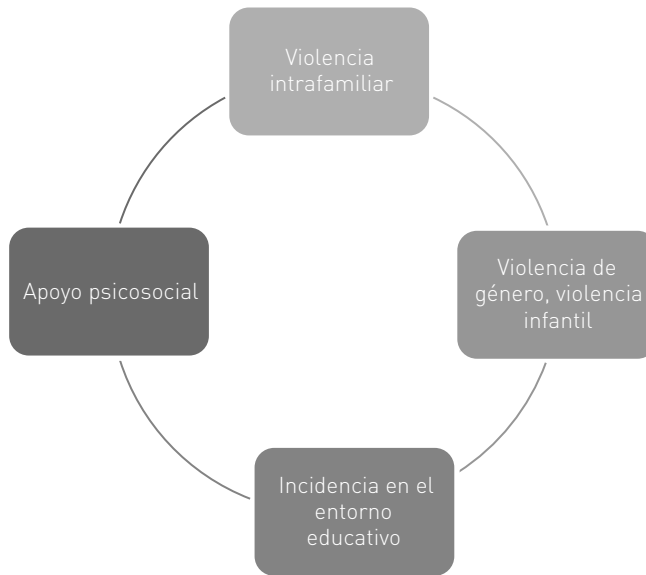 Violencia
intrafamiliar
Violencia de
género, violencia
infantil
Incidencia en el
entorno
educativo
Apoyo psicosocial